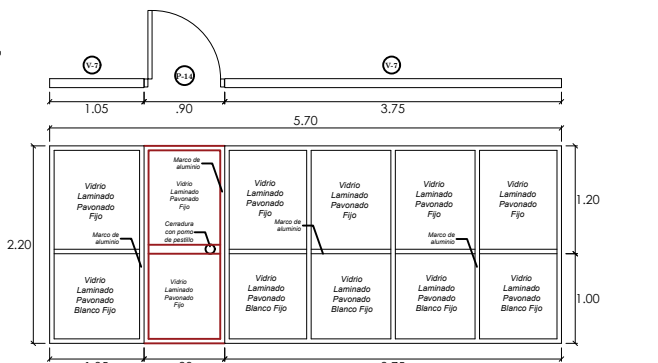 V-7
P-14
V-7
1.05
.90
3.75
5.70
Vidrio
Laminado
Pavonado
Fijo
Marco de
aluminio
Vidrio
Laminado
Pavonado
Fijo
Cerradura
con pomo
de pestillo
Vidrio
Laminado
Pavonado
Fijo
Vidrio
Laminado
Pavonado
Fijo
Vidrio
Laminado
Pavonado
Fijo
Vidrio
Laminado
Pavonado
Fijo
1.20
Marco de
aluminio
Marco de
aluminio
Marco de
aluminio
2.20
Vidrio
Laminado
Pavonado
Blanco Fijo
Vidrio
Laminado
Pavonado
Fijo
Vidrio
Laminado
Pavonado
Blanco Fijo
Vidrio
Laminado
Pavonado
Blanco Fijo
Vidrio
Laminado
Pavonado
Blanco Fijo
Vidrio
Laminado
Pavonado
Blanco Fijo
1.00